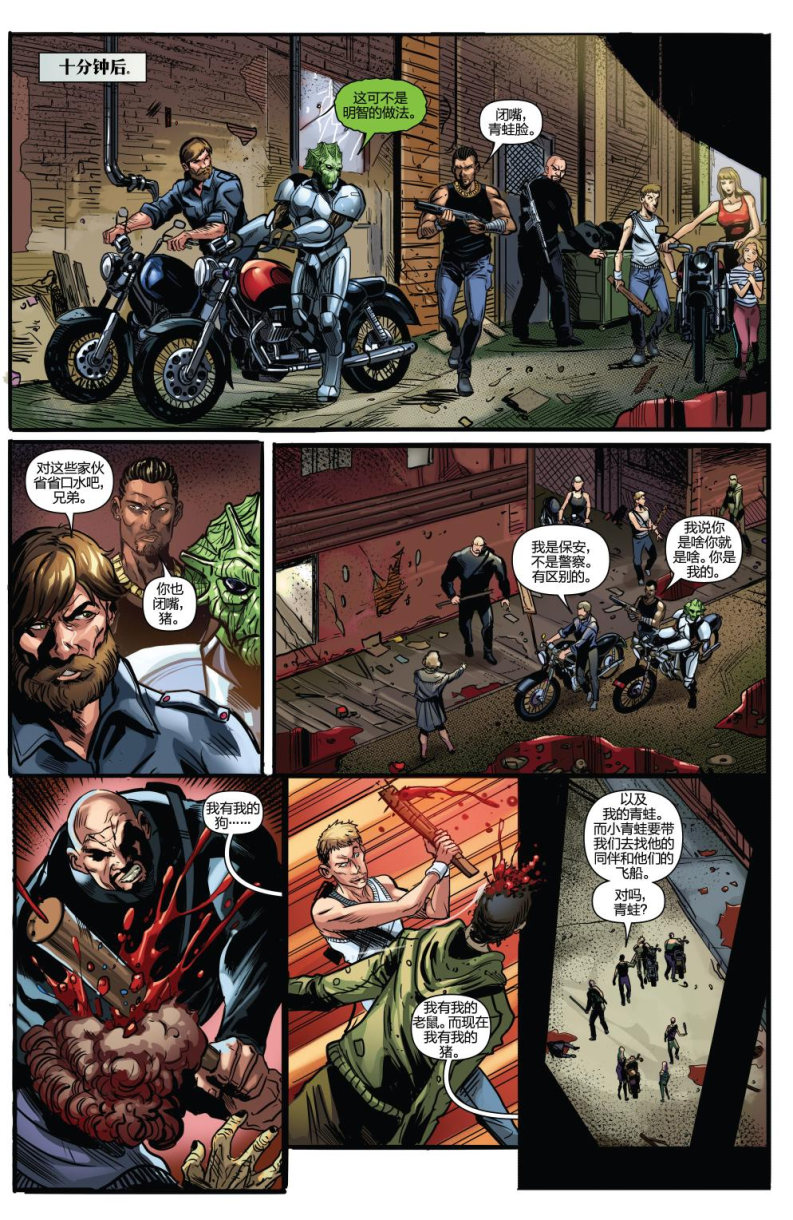 十分钟后。
这可不是
明智的做法。
闭嘴，
青蛙脸。
对这些家伙
省省口水吧，
兄弟。
你也
闭嘴，
猪。
我是保安，
不是警察。
有区别的。
我说你
是啥你就
是啥。你是
我的。
我有我的
狗……
我有我的
老鼠。而现在
我有我的
猪。
以及
我的青蛙。
而小青蛙要带
我们去找他的
同伴和他们的
飞船。
对吗，
青蛙？